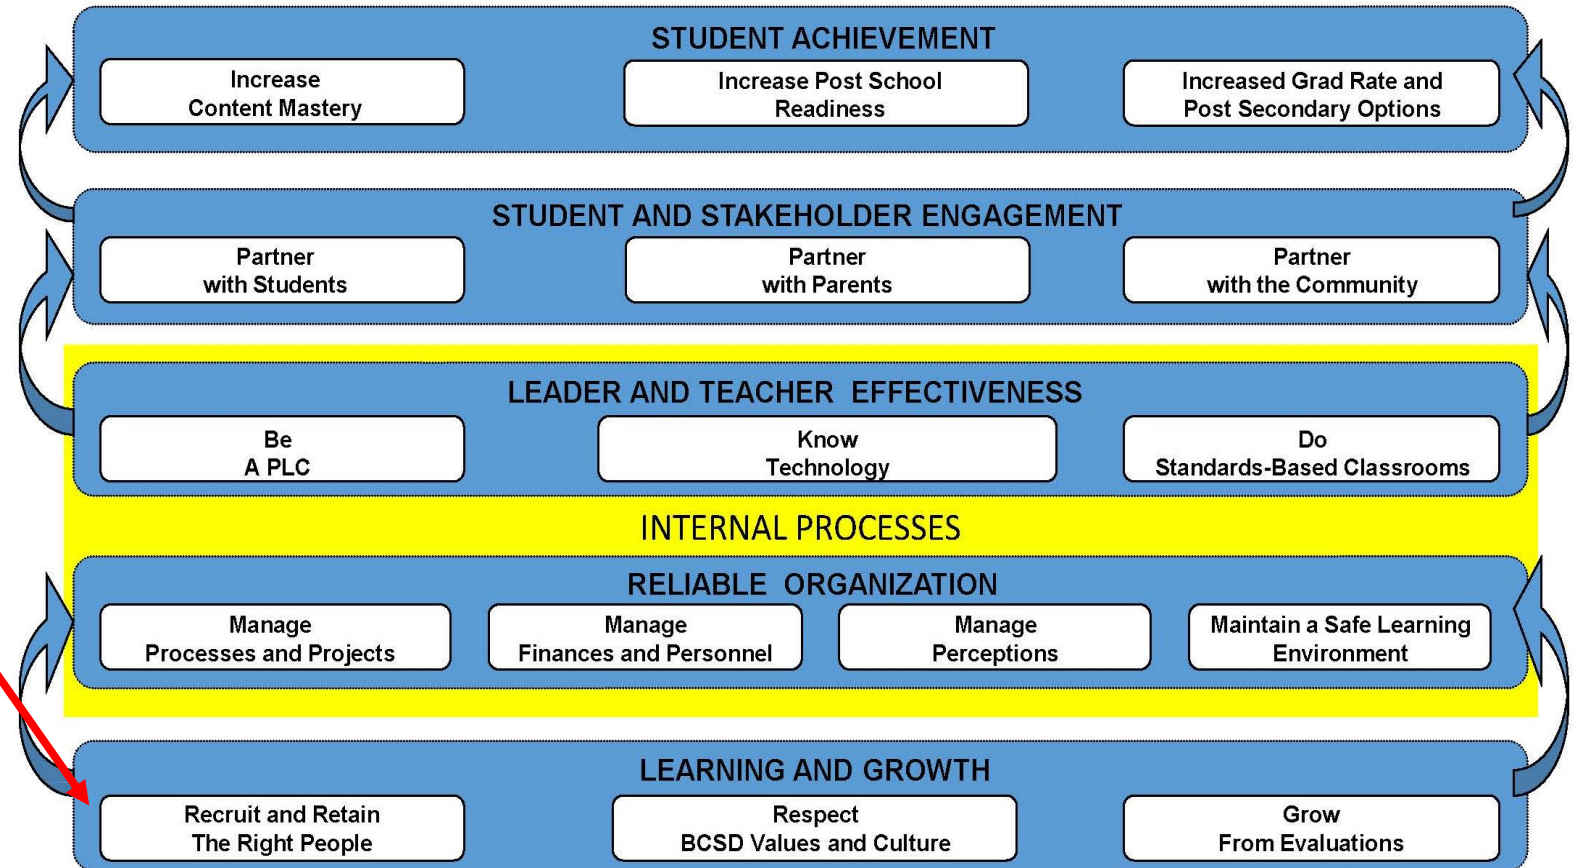 STUDENT ACHIEVEMENT
Increase
Content Mastery
Increase Post School
Readiness
Increased Grad Rate and
Post Secondary Options
STUDENT AND STAKEHOLDER ENGAGEMENT
Partner
with Students
Partner
with Parents
Partner
with the Community
LEADER AND TEACHER EFFECTIVENESS
Be
A PLC
Know
Technology
Do
Standards-Based Classrooms
INTERNAL PROCESSES
RELIABLE ORGANIZATION
Manage
Processes and Projects
Manage
Finances and Personnel
Manage
Perceptions
Maintain a Safe Learning
Environment
LEARNING AND GROWTH
Recruit and Retain
The Right People
Respect
BCSD Values and Culture
Grow
From Evaluations